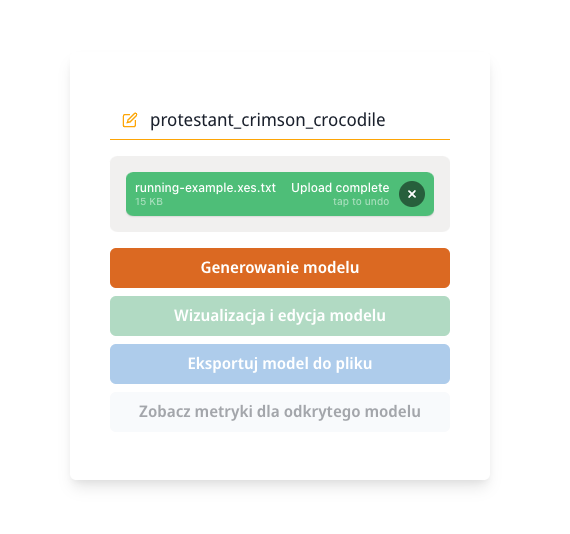 protestant_crimson_crocodile
running-example.xes.txt Upload complete
15 KB tap to undo
Generowanie modelu
Wizualizacja i edycja modelu
Eksportuj model do pliku
Zobacz metryki dla odkrytego modelu